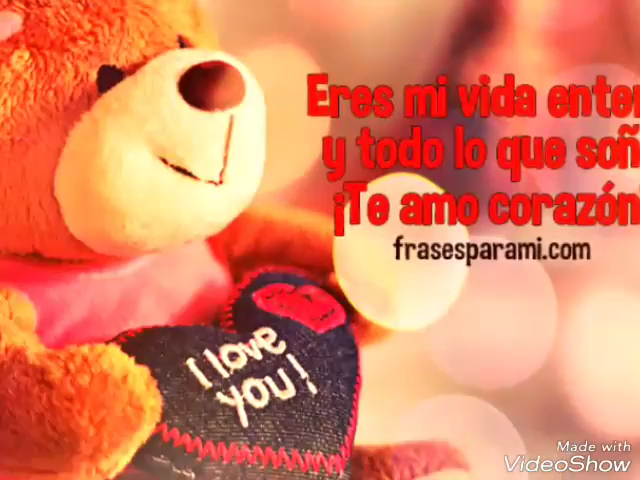 Eres mi vida enter
y todo lo que soñ
¡Te amo corazón
frasesparami.com
I love
you!
Made with
VideoShow